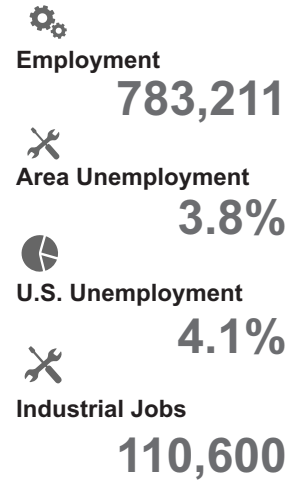 Employment
783,211
Area Unemployment
3.8%
U.S. Unemployment
4.1%
Industrial Jobs
110,600